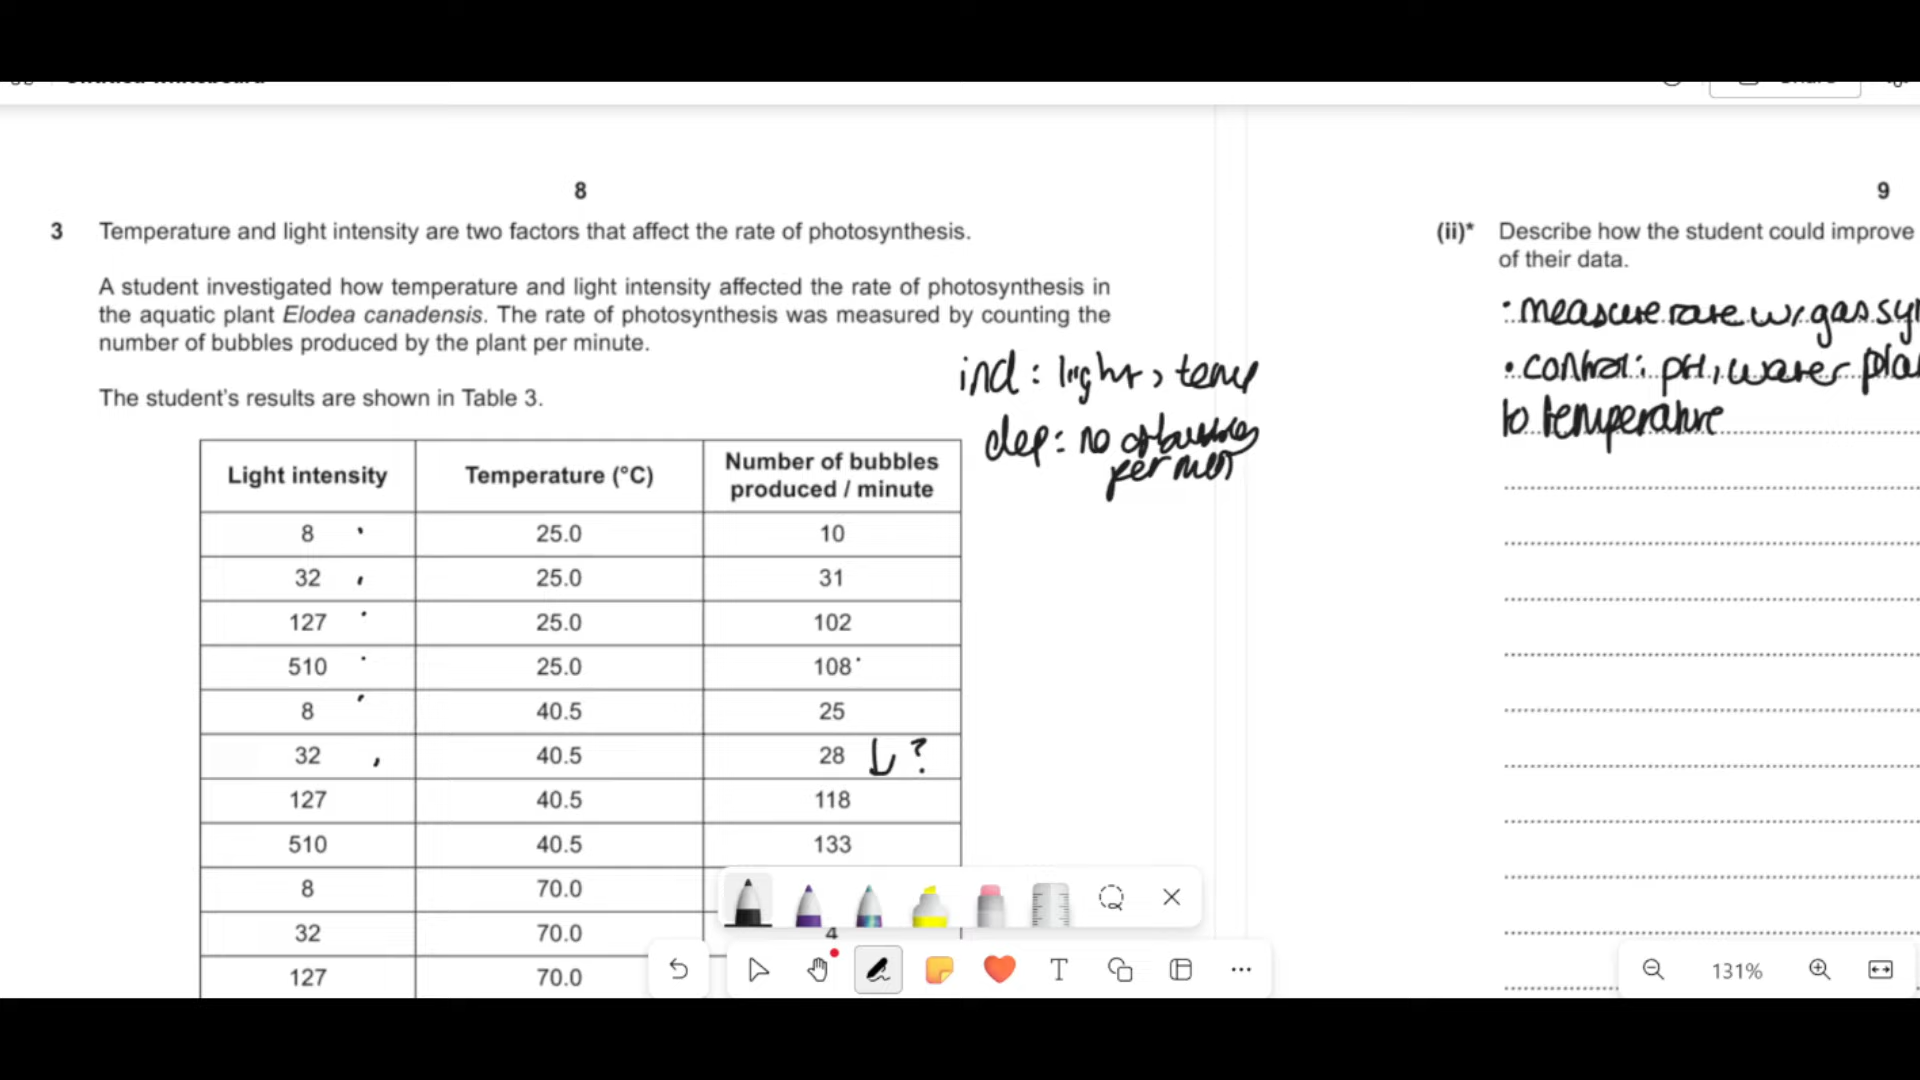 8
3 Temperature and light intensity are two factors that affect the rate of photosynthesis.
A student investigated how temperature and light intensity affected the rate of photosynthesis in
the aquatic plant Elodea canadensis. The rate of photosynthesis was measured by counting the
number of bubbles produced by the plant per minute.
The student's results are shown in Table 3.
ind: light, temp
dep: no of bubbles
per min
Light intensity Temperature (°C) Number of bubbles produced / minute
8 25.0 10
32 25.0 31
127 25.0 102
510 25.0 108
8 40.5 25
32 40.5 28 ↓ ?
127 40.5 118
510 40.5 133
8 70.0
32 70.0 4
127 70.0
9
(ii)* Describe how the student could improve
of their data.
• measure rate w/ gas
• control: pH, water
to temperature
T
131%